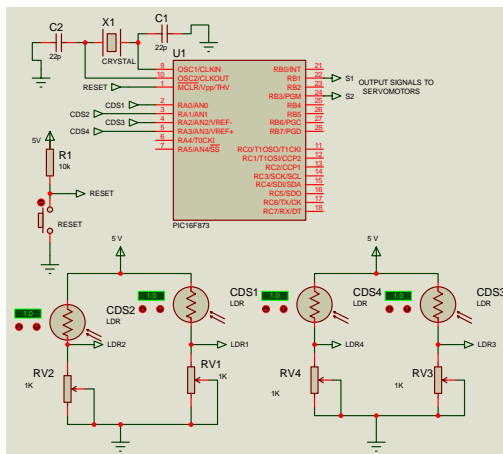 C2
22p
X1
CRYSTAL
C1
22p
U1
9 OSC1/CLKIN
10 OSC2/CLKOUT
RESET 1 MCLR/Vpp/THV
CDS1 2 RA0/AN0
CDS2 3 RA1/AN1
CDS3 4 RA2/AN2/VREF-
CDS4 5 RA3/AN3/VREF+
6 RA4/T0CKI
7 RA5/AN4/SS
RB0/INT 21
RB1 22 S1
RB2 23
RB3/PGM 24 S2
RB4 25
RB5 26
RB6/PGC 27
RB7/PGD 28
RC0/T1OSO/T1CKI 11
RC1/T1OSI/CCP2 12
RC2/CCP1 13
RC3/SCK/SCL 14
RC4/SDI/SDA 15
RC5/SDO 16
RC6/TX/CK 17
RC7/RX/DT 18
PIC16F873
OUTPUT SIGNALS TO
SERVOMOTORS
5V
R1
10k
RESET
RESET
5 V
1.0
CDS2
LDR
LDR2
RV2
1K
1.0
CDS1
LDR
LDR1
RV1
1K
5 V
1.0
CDS4
LDR
LDR4
RV4
1K
1.0
CDS3
LDR
LDR3
RV3
1K